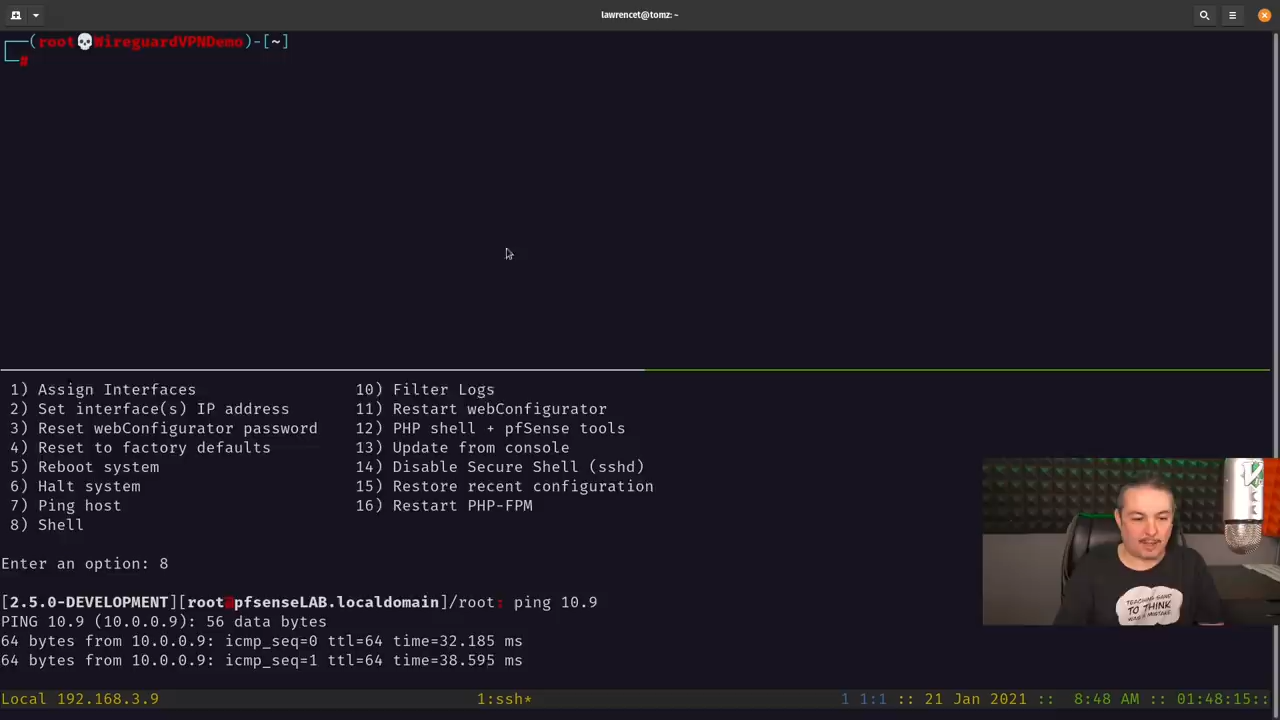 lawrencet@tomz: ~
┌──(root💀WireguardVPNDemo)-[~]
└─#
1) Assign Interfaces 10) Filter Logs
2) Set interface(s) IP address 11) Restart webConfigurator
3) Reset webConfigurator password 12) PHP shell + pfSense tools
4) Reset to factory defaults 13) Update from console
5) Reboot system 14) Disable Secure Shell (sshd)
6) Halt system 15) Restore recent configuration
7) Ping host 16) Restart PHP-FPM
8) Shell
Enter an option: 8
[2.5.0-DEVELOPMENT][root@pfsenseLAB.localdomain]/root: ping 10.9
PING 10.9 (10.0.0.9): 56 data bytes
64 bytes from 10.0.0.9: icmp_seq=0 ttl=64 time=32.185 ms
64 bytes from 10.0.0.9: icmp_seq=1 ttl=64 time=38.595 ms
TEACHING SAND
TO THINK
WAS A MISTAKE
Local 192.168.3.9 1:ssh* 1 1:1 :: 21 Jan 2021 :: 8:48 AM :: 01:48:15::